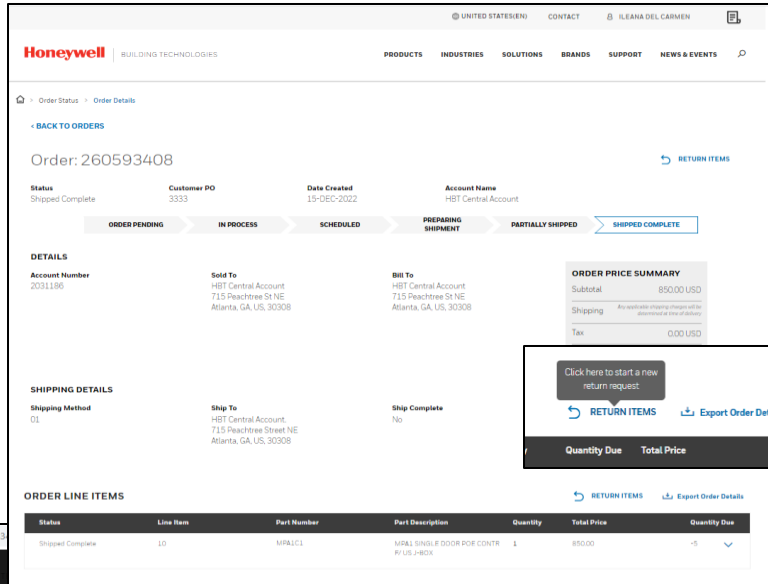 UNITED STATES(EN) CONTACT ILEANA DEL CARMEN
Honeywell BUILDING TECHNOLOGIES PRODUCTS INDUSTRIES SOLUTIONS BRANDS SUPPORT NEWS & EVENTS
> Order Status > Order Details
< BACK TO ORDERS
Order: 260593408 RETURN ITEMS
Status Customer PO Date Created Account Name
Shipped Complete 3333 15-DEC-2022 HBT Central Account
ORDER PENDING IN PROCESS SCHEDULED PREPARING SHIPMENT PARTIALLY SHIPPED SHIPPED COMPLETE
DETAILS
Account Number Sold To Bill To
2031186 HBT Central Account HBT Central Account
715 Peachtree St NE 715 Peachtree St NE
Atlanta, GA, US, 30308 Atlanta, GA, US, 30308
ORDER PRICE SUMMARY
Subtotal 850.00 USD
Shipping Any applicable shipping charges will be
determined at time of delivery
Tax 0.00 USD
Click here to start a new
return request
RETURN ITEMS Export Order Det
Quantity Due Total Price
SHIPPING DETAILS
Shipping Method Ship To Ship Complete
01 HBT Central Account, No
715 Peachtree Street NE
Atlanta, GA, US, 30308
ORDER LINE ITEMS RETURN ITEMS Export Order Details
Status Line Item Part Number Part Description Quantity Total Price Quantity Due
Shipped Complete 10 MPA1C1 MPA1 SINGLE DOOR POE CONTR 1 850.00 -5
R/ US J-BOX